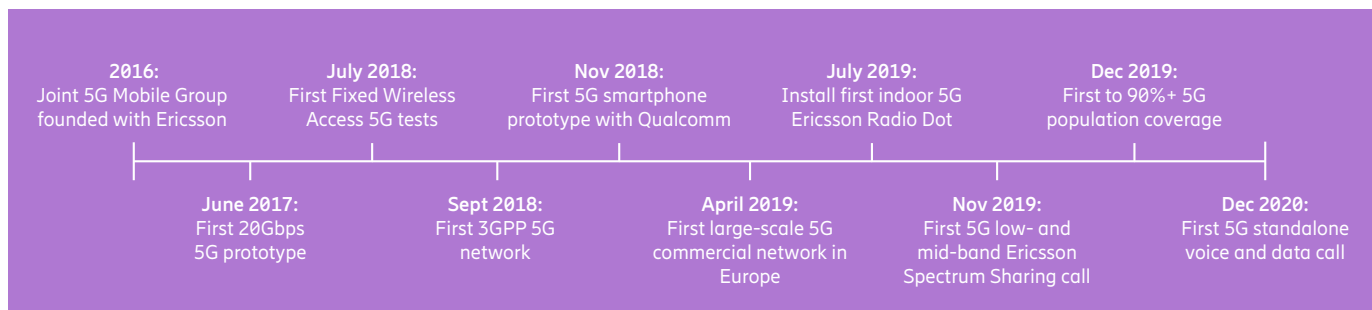 2016:
Joint 5G Mobile Group
founded with Ericsson
June 2017:
First 20Gbps
5G prototype
July 2018:
First Fixed Wireless
Access 5G tests
Sept 2018:
First 3GPP 5G
network
Nov 2018:
First 5G smartphone
prototype with Qualcomm
April 2019:
First large-scale 5G
commercial network in
Europe
July 2019:
Install first indoor 5G
Ericsson Radio Dot
Nov 2019:
First 5G low- and
mid-band Ericsson
Spectrum Sharing call
Dec 2019:
First to 90%+ 5G
population coverage
Dec 2020:
First 5G standalone
voice and data call